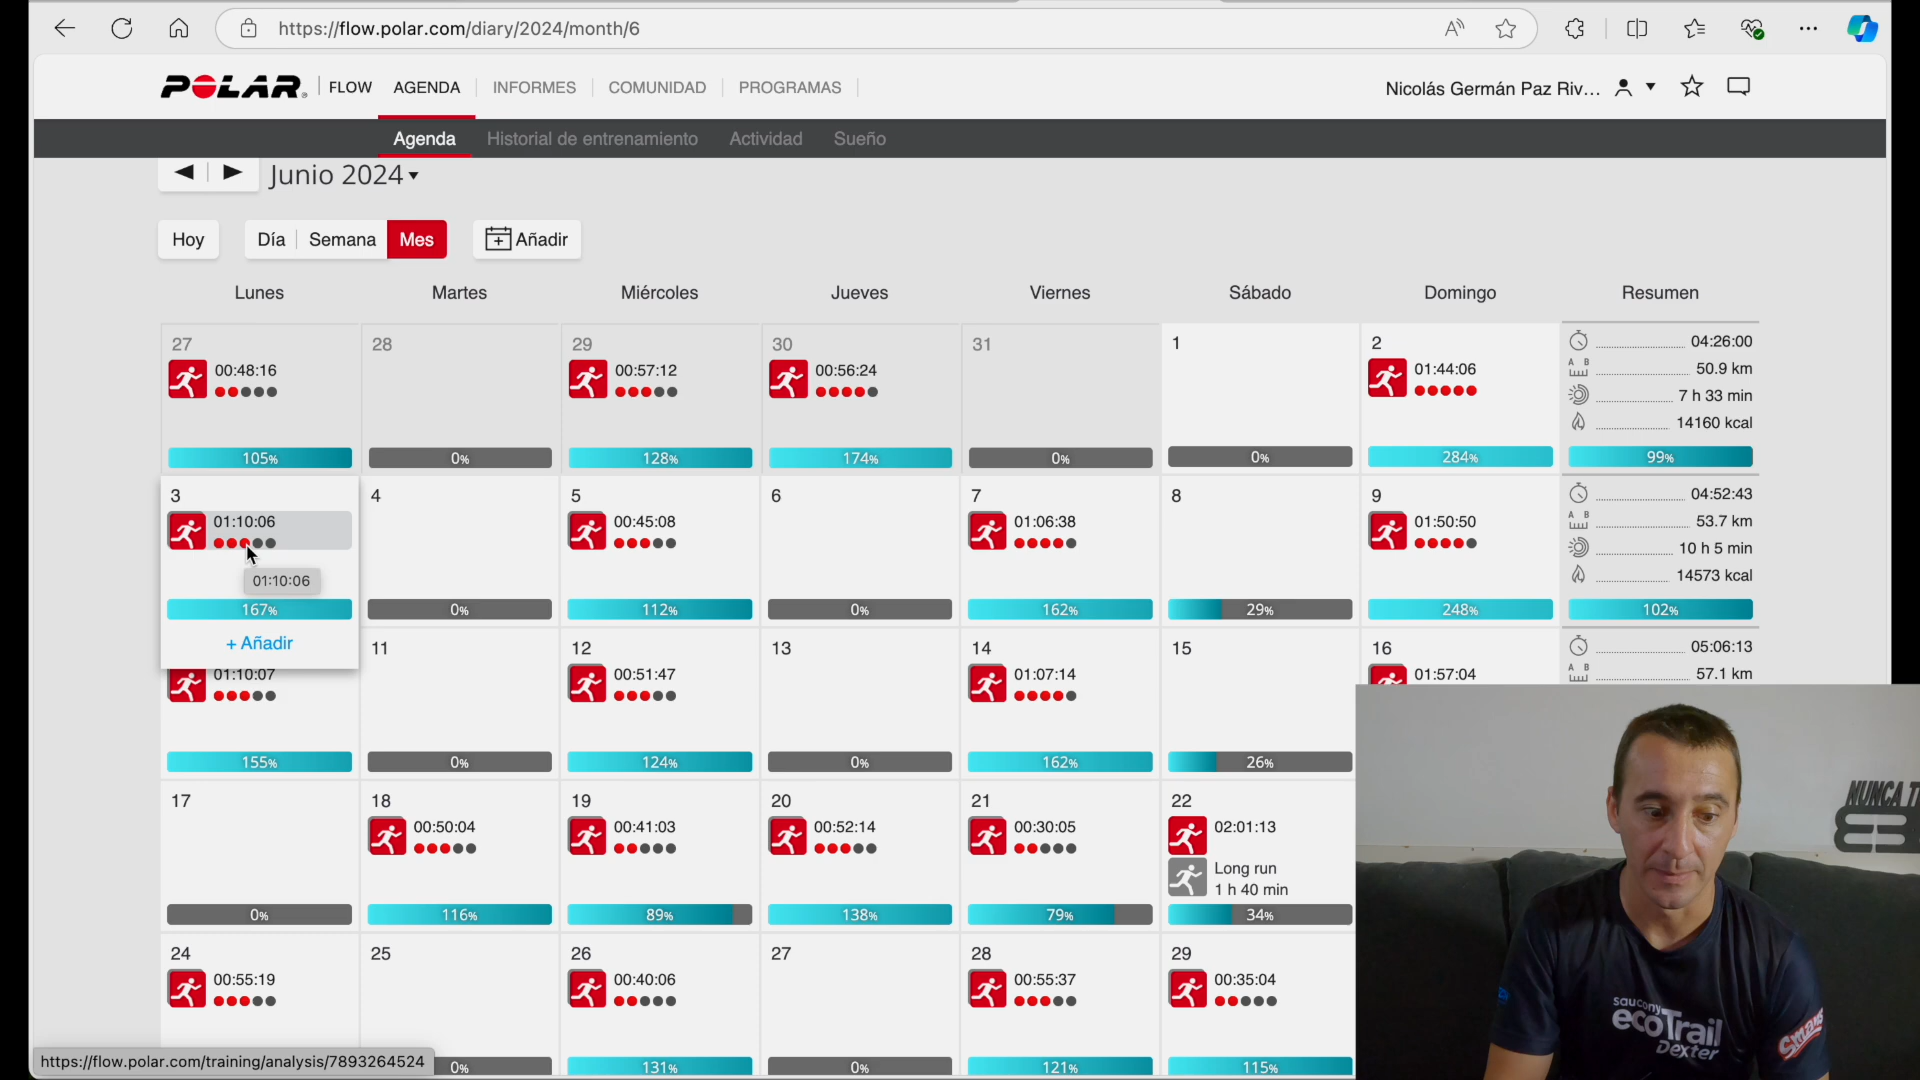 https://flow.polar.com/diary/2024/month/6
POLAR. FLOW AGENDA INFORMES COMUNIDAD PROGRAMAS Nicolás Germán Paz Riv...
Agenda Historial de entrenamiento Actividad Sueño
Junio 2024
Hoy Día Semana Mes Añadir
Lunes Martes Miércoles Jueves Viernes Sábado Domingo Resumen
27 28 29 30 31 1 2 04:26:00
00:48:16 00:57:12 00:56:24 01:44:06 A B 50.9 km
7 h 33 min
14160 kcal
105% 0% 128% 174% 0% 0% 284% 99%
3 4 5 6 7 8 9 04:52:43
01:10:06 00:45:08 01:06:38 01:50:50 A B 53.7 km
10 h 5 min
01:10:06 14573 kcal
167% 0% 112% 0% 162% 29% 248% 102%
+ Añadir
11 12 13 14 15 16 05:06:13
01:10:07 00:51:47 01:07:14 01:57:04 A B 57.1 km
155% 0% 124% 0% 162% 26%
17 18 19 20 21 22
00:50:04 00:41:03 00:52:14 00:30:05 02:01:13
Long run
1 h 40 min
0% 116% 89% 138% 79% 34%
24 25 26 27 28 29
00:55:19 00:40:06 00:55:37 00:35:04
https://flow.polar.com/training/analysis/7893264524 0% 131% 0% 121% 115%
NUNCA T
saucony
ecoTrail
Dexter